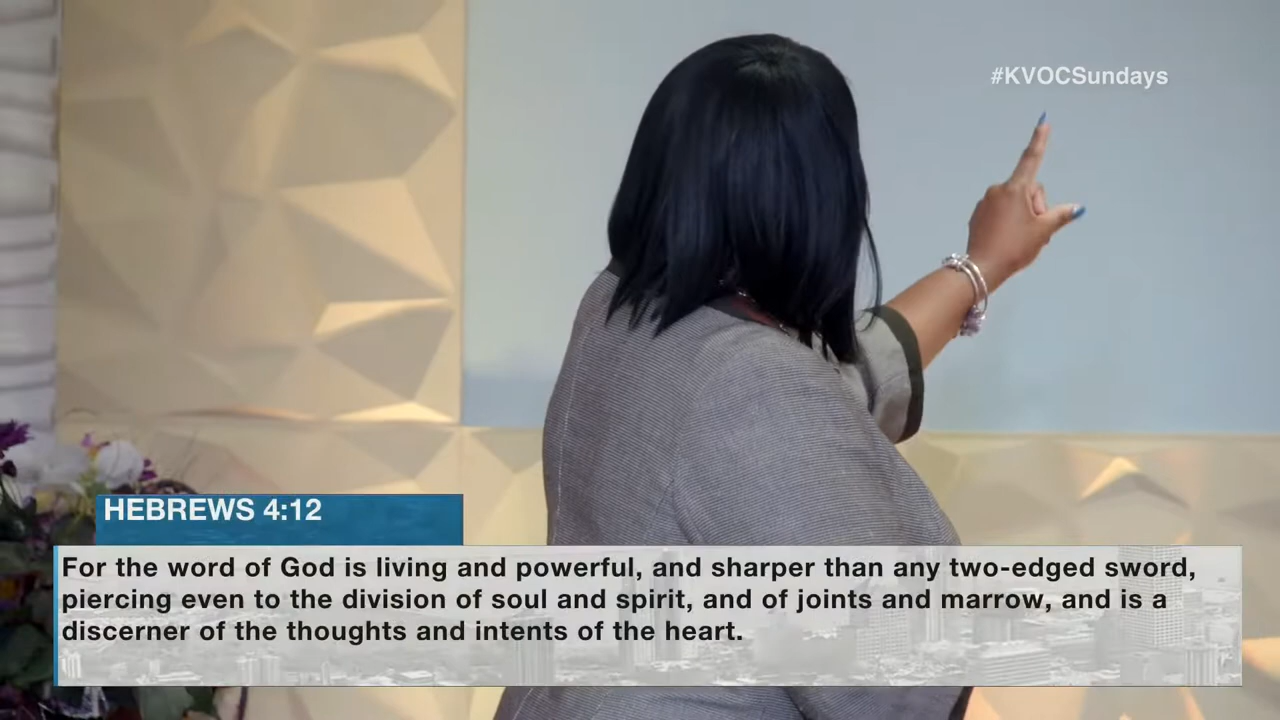 #KVOCSundays
HEBREWS 4:12
For the word of God is living and powerful, and sharper than any two-edged sword,
piercing even to the division of soul and spirit, and of joints and marrow, and is a
discerner of the thoughts and intents of the heart.